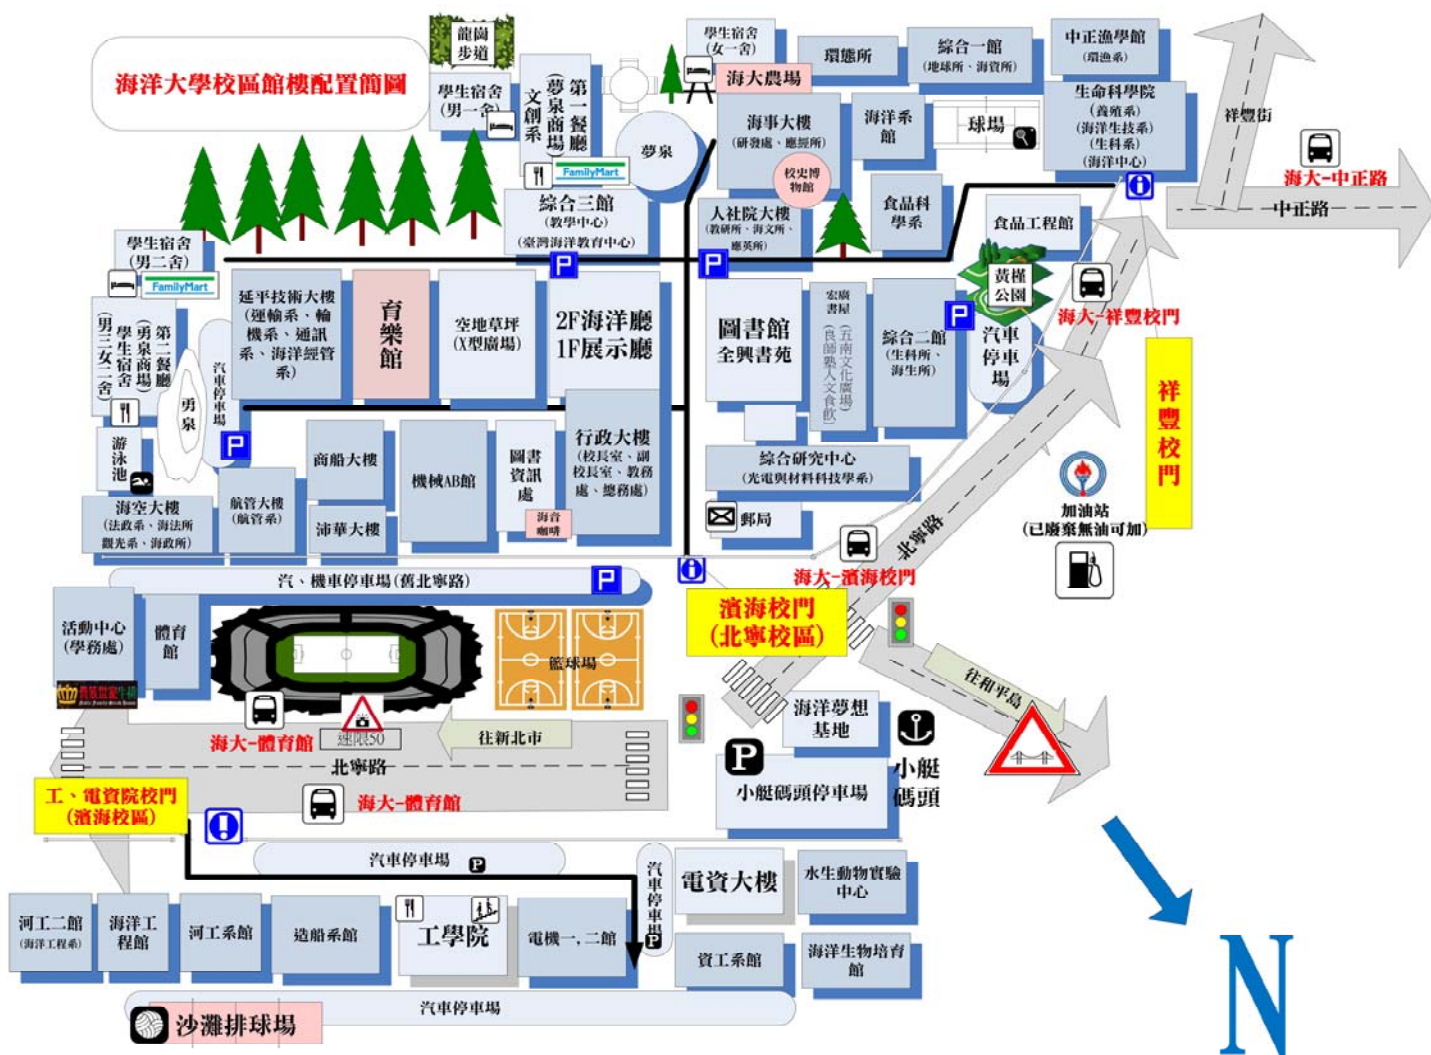 海洋大學校區館樓配置簡圖
龍崗
步道
學生宿舍
(男一舍)
第一餐廳
(夢泉商場)
文創系
FamilyMart
夢泉
綜合三館
(教學中心)
(臺灣海洋教育中心)
學生宿舍
(女一舍)
海大農場
環態所
綜合一館
(地球所、海資所)
中正漁學館
(環漁系)
海事大樓
(研發處、應經所)
校史博
物館
海洋系
館
球場
生命科學院
(養殖系)
(海洋生技系)
(生科系)
(海洋中心)
人社院大樓
(教研所、海文所、
應英所)
食品科
學系
食品工程館
祥豐街
海大-中正路
中正路
學生宿舍
(男二舍)
FamilyMart
第二餐廳
(勇泉商場)
學生宿舍
(男三女二舍)
汽車停車場
勇泉
游
泳
池
延平技術大樓
(運輸系、輪
機系、通訊
系、海洋經管
系)
育
樂
館
空地草坪
(X型廣場)
2F海洋廳
1F展示廳
P
P
P
P
圖書館
全興書苑
宏廣
書屋
(五南文化廣場)
(良師塾人文食飲)
綜合二館
(生科所、
海生所)
黃槿
公園
汽車
停車
場
海大-祥豐校門
祥豐校門
商船大樓
機械AB館
圖書
資訊
處
海音
咖啡
行政大樓
(校長室、副
校長室、教務
處、總務處)
綜合研究中心
(光電與材料科技學系)
郵局
海空大樓
(法政系、海法所
觀光系、海政所)
航管大樓
(航管系)
沛華大樓
加油站
(已廢棄無油可加)
北寧路
海大-濱海校門
汽、機車停車場(舊北寧路)
P
濱海校門
(北寧校區)
活動中心
(學務處)
體育
館
貴族世家牛排
籃球場
海大-體育館
速限50
往新北市
北寧路
海大-體育館
往和平島
海洋夢想
基地
P
小艇碼頭停車場
小艇
碼頭
工、電資院校門
(濱海校區)
汽車停車場
P
汽車停車場
P
電資大樓
水生動物實驗
中心
河工二館
(海洋工程系)
海洋工
程館
河工系館
造船系館
工學院
電機一,二館
資工系館
海洋生物培育
館
汽車停車場
沙灘排球場
N